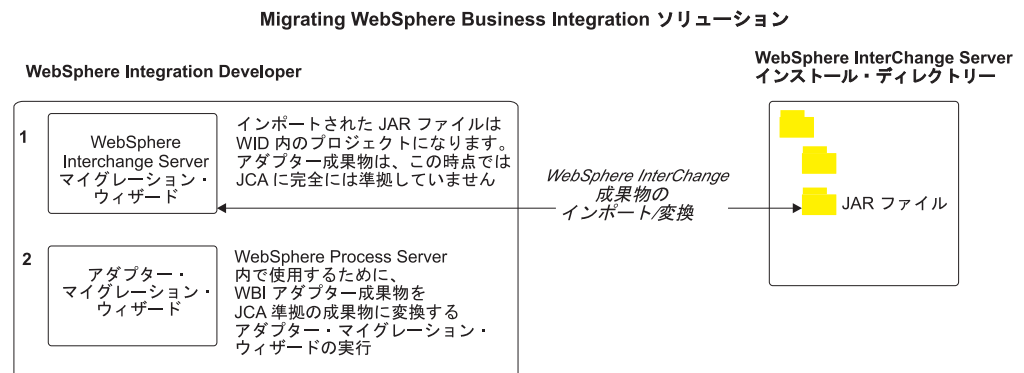 Migrating WebSphere Business Integration ソリューション
WebSphere Integration Developer
WebSphere InterChange Server
インストール・ディレクトリー
1
WebSphere
Interchange Server
マイグレーション・
ウィザード
インポートされた JAR ファイルは
WID 内のプロジェクトになります。
アダプター成果物は、この時点では
JCA に完全には準拠していません
WebSphere InterChange
成果物の
インポート/変換
JAR ファイル
2
アダプター・
マイグレーション・
ウィザード
WebSphere Process Server
内で使用するために、
WBI アダプター成果物を
JCA 準拠の成果物に変換する
アダプター・マイグレーション・
ウィザードの実行